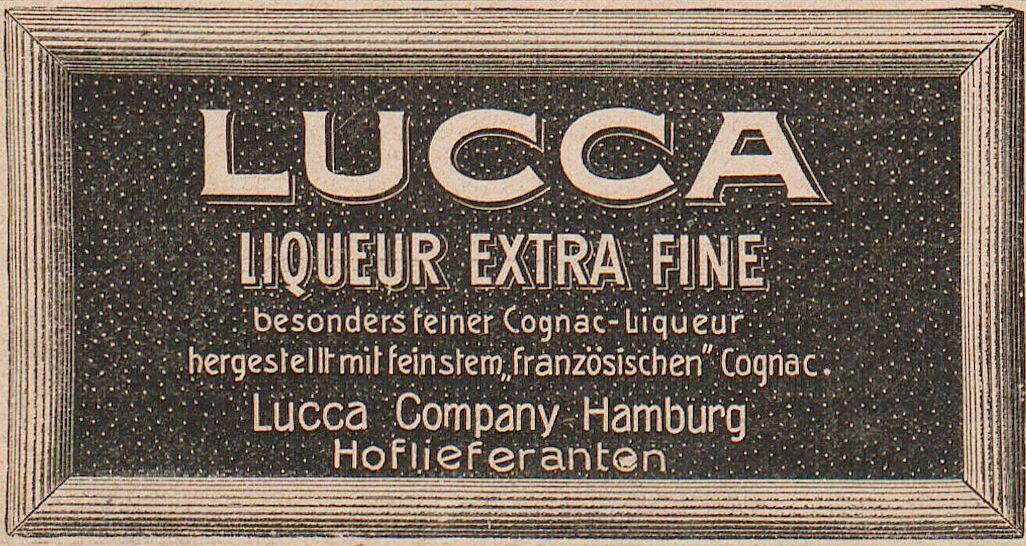 LUCCA
LIQUEUR EXTRA FINE
besonders feiner Cognac-Liqueur
hergestellt mit feinstem „französischen” Cognac.
Lucca Company Hamburg
Hoflieferanten